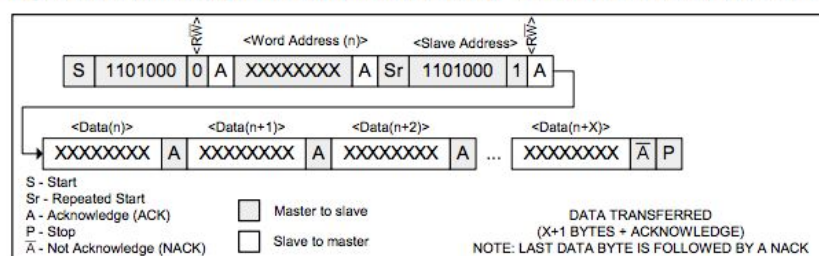 <RW̅> <Word Address (n)> <Slave Address> <RW̅>
S 1101000 0 A XXXXXXXX A Sr 1101000 1 A
<Data(n)> <Data(n+1)> <Data(n+2)> <Data(n+X)>
XXXXXXXX A XXXXXXXX A XXXXXXXX A ... XXXXXXXX A̅ P
S - Start
Sr - Repeated Start
A - Acknowledge (ACK)
P - Stop
A̅ - Not Acknowledge (NACK)
Master to slave
Slave to master
DATA TRANSFERRED
(X+1 BYTES + ACKNOWLEDGE)
NOTE: LAST DATA BYTE IS FOLLOWED BY A NACK